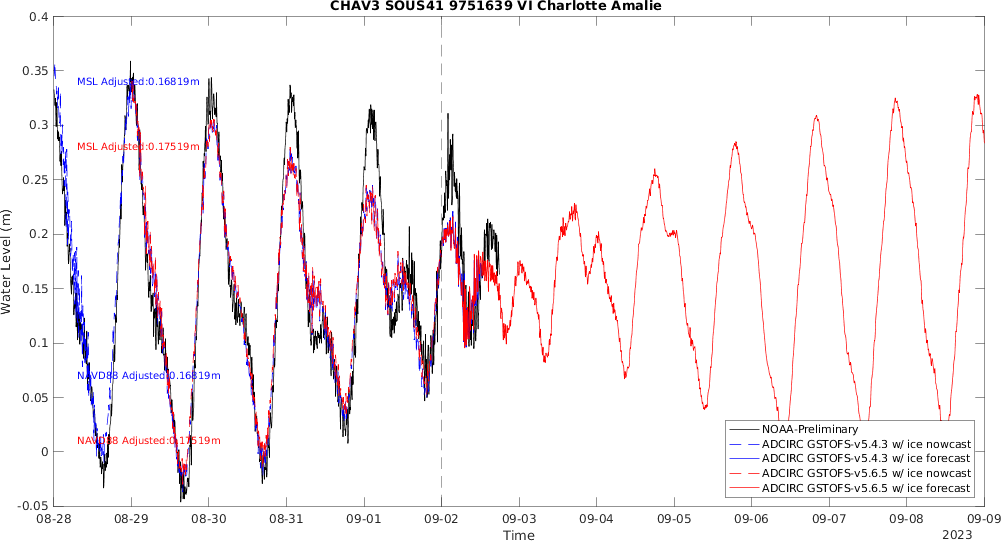 CHAV3 SOUS41 9751639 VI Charlotte Amalie
0.4
0.35
0.3
0.25
0.2
0.15
0.1
0.05
0
-0.05
Water Level (m)
MSL Adjusted:0.16819m
MSL Adjusted:0.17519m
NAVD88 Adjusted:0.16819m
NAVD88 Adjusted:0.17519m
NOAA-Preliminary
ADCIRC GSTOFS-v5.4.3 w/ ice nowcast
ADCIRC GSTOFS-v5.4.3 w/ ice forecast
ADCIRC GSTOFS-v5.6.5 w/ ice nowcast
ADCIRC GSTOFS-v5.6.5 w/ ice forecast
08-28 08-29 08-30 08-31 09-01 09-02 09-03 09-04 09-05 09-06 09-07 09-08 09-09
Time
2023